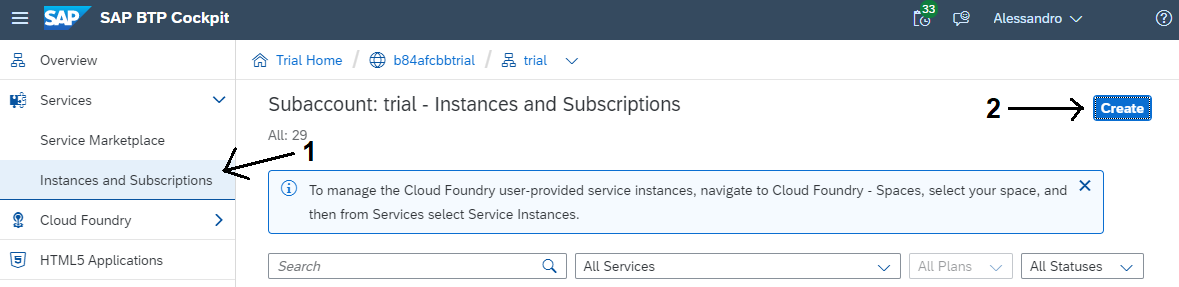 SAP SAP BTP Cockpit 33 Alessandro
Overview
Services
Service Marketplace
Instances and Subscriptions
Cloud Foundry
HTML5 Applications
Trial Home / b84afcbbtrial / trial
Subaccount: trial - Instances and Subscriptions
All: 29
1
2
Create
To manage the Cloud Foundry user-provided service instances, navigate to Cloud Foundry - Spaces, select your space, and
then from Services select Service Instances.
Search All Services All Plans All Statuses